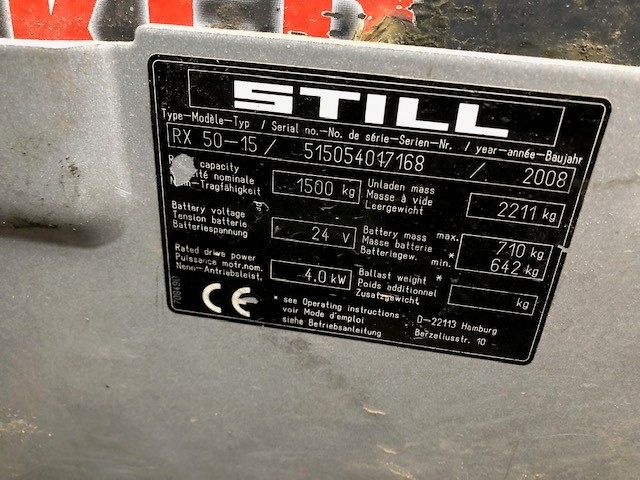 STILL
Type-Modèle-Typ / Serial no.-No. de série-Serien-Nr. / year-année-Baujahr
RX 50-15 / 515054017168 / 2008
capacity
nominale
-Tragfähigkeit
1500 kg
Unladen mass
Masse à vide
Leergewicht
2211 kg
Battery voltage
Tension batterie
Batteriespannung
24 V
Battery mass max.
Masse batterie *
Batteriegew. min.
710 kg
642 kg
Rated drive power
Puissance motr.nom.
Nenn-Antriebsleist.
4.0 kW
Ballast weight *
Poids additionnel
Zusatzgewicht
kg
CE
* see Operating instructions
voir Mode d'emploi
siehe Betriebsanleitung
D-22113 Hamburg
Berzeliusstr. 10